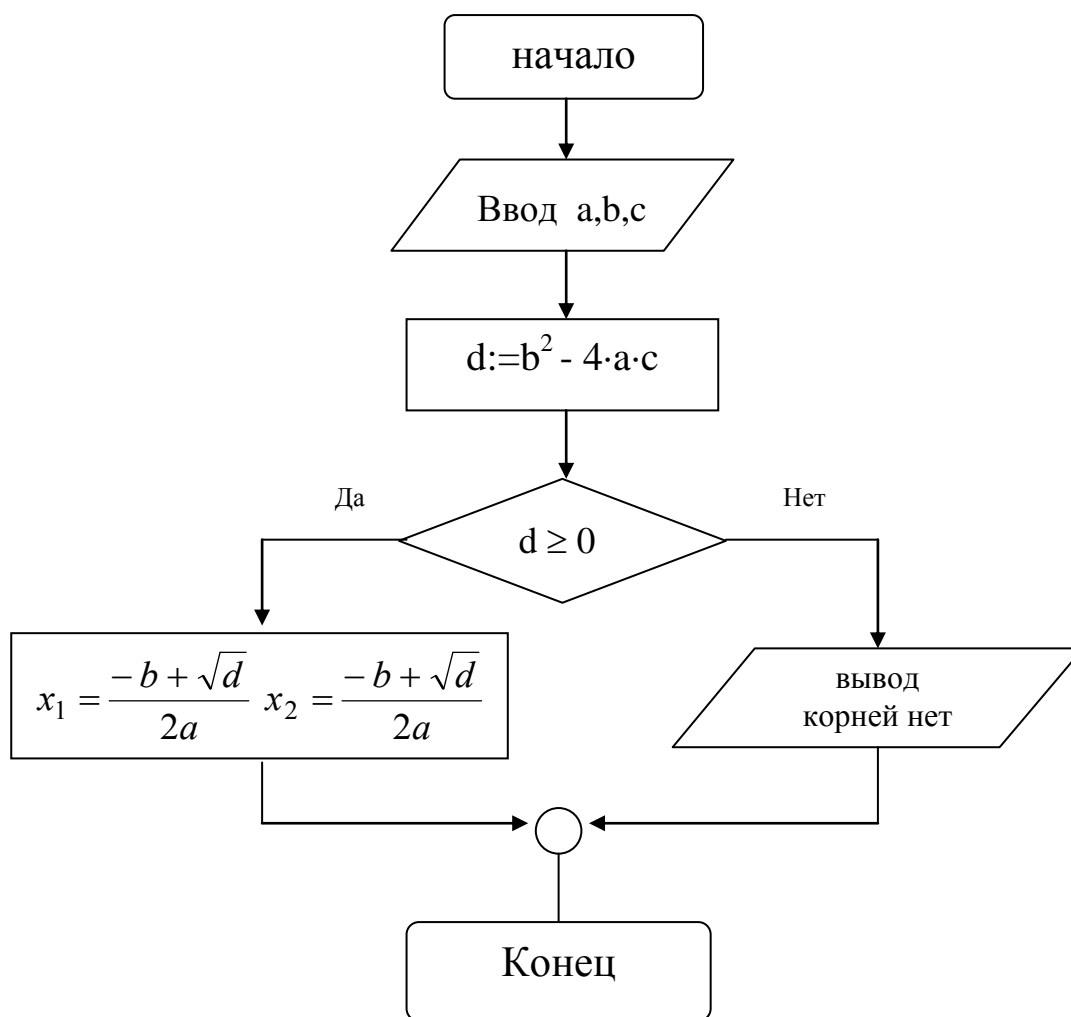 начало
Ввод a,b,c
d:=b² - 4·a·c
Да
Нет
d ≥ 0
x₁ = (-b + √d)/2a x₂ = (-b + √d)/2a
вывод
корней нет
Конец